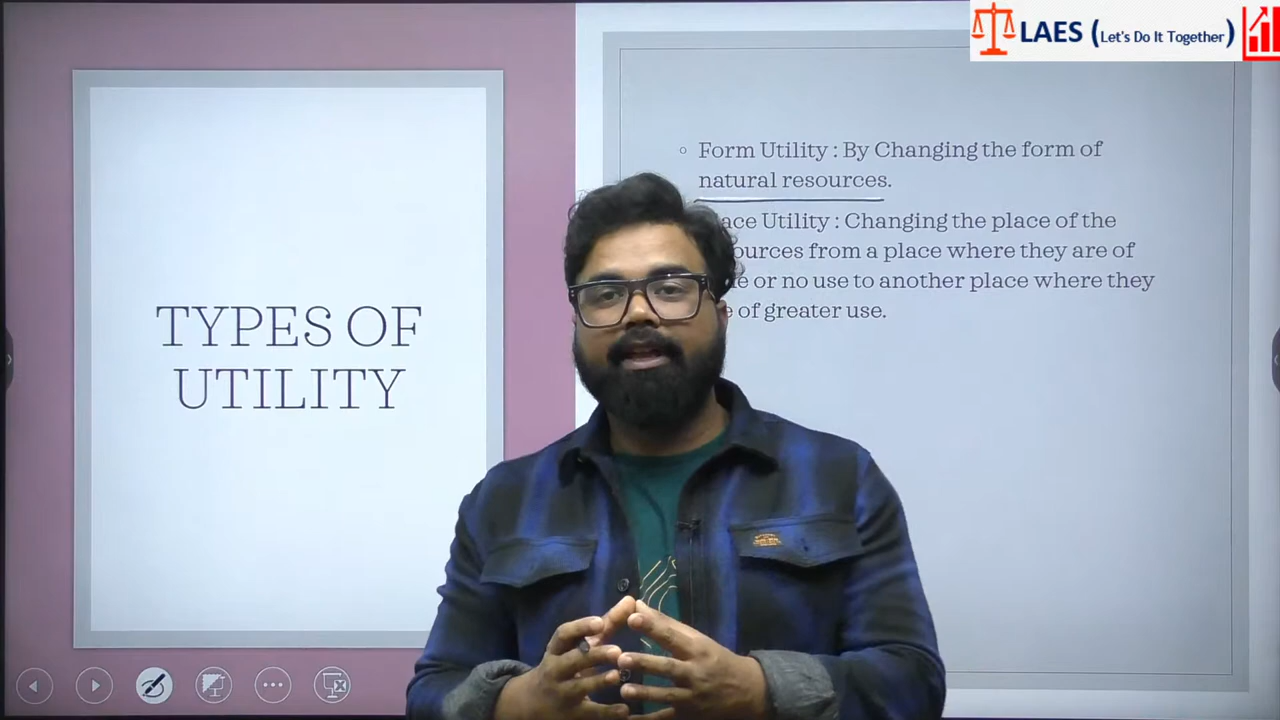 LAES (Let's Do It Together)
TYPES OF
UTILITY
Form Utility : By Changing the form of
natural resources.
Utility : Changing the place of the
from a place where they are of
or no use to another place where they
of greater use.